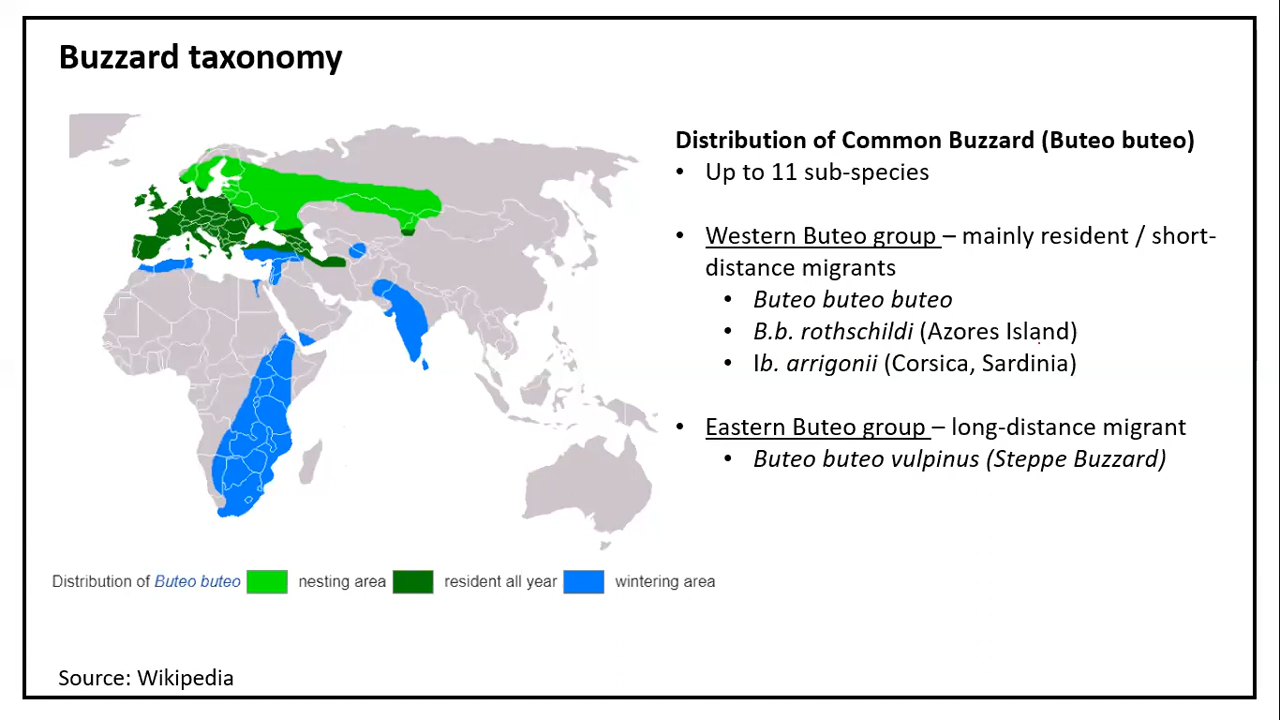 Buzzard taxonomy
Distribution of Common Buzzard (Buteo buteo)
• Up to 11 sub-species
• Western Buteo group – mainly resident / short-
distance migrants
• Buteo buteo buteo
• B.b. rothschildi (Azores Island)
• Ib. arrigonii (Corsica, Sardinia)
• Eastern Buteo group – long-distance migrant
• Buteo buteo vulpinus (Steppe Buzzard)
Distribution of Buteo buteo nesting area resident all year wintering area
Source: Wikipedia